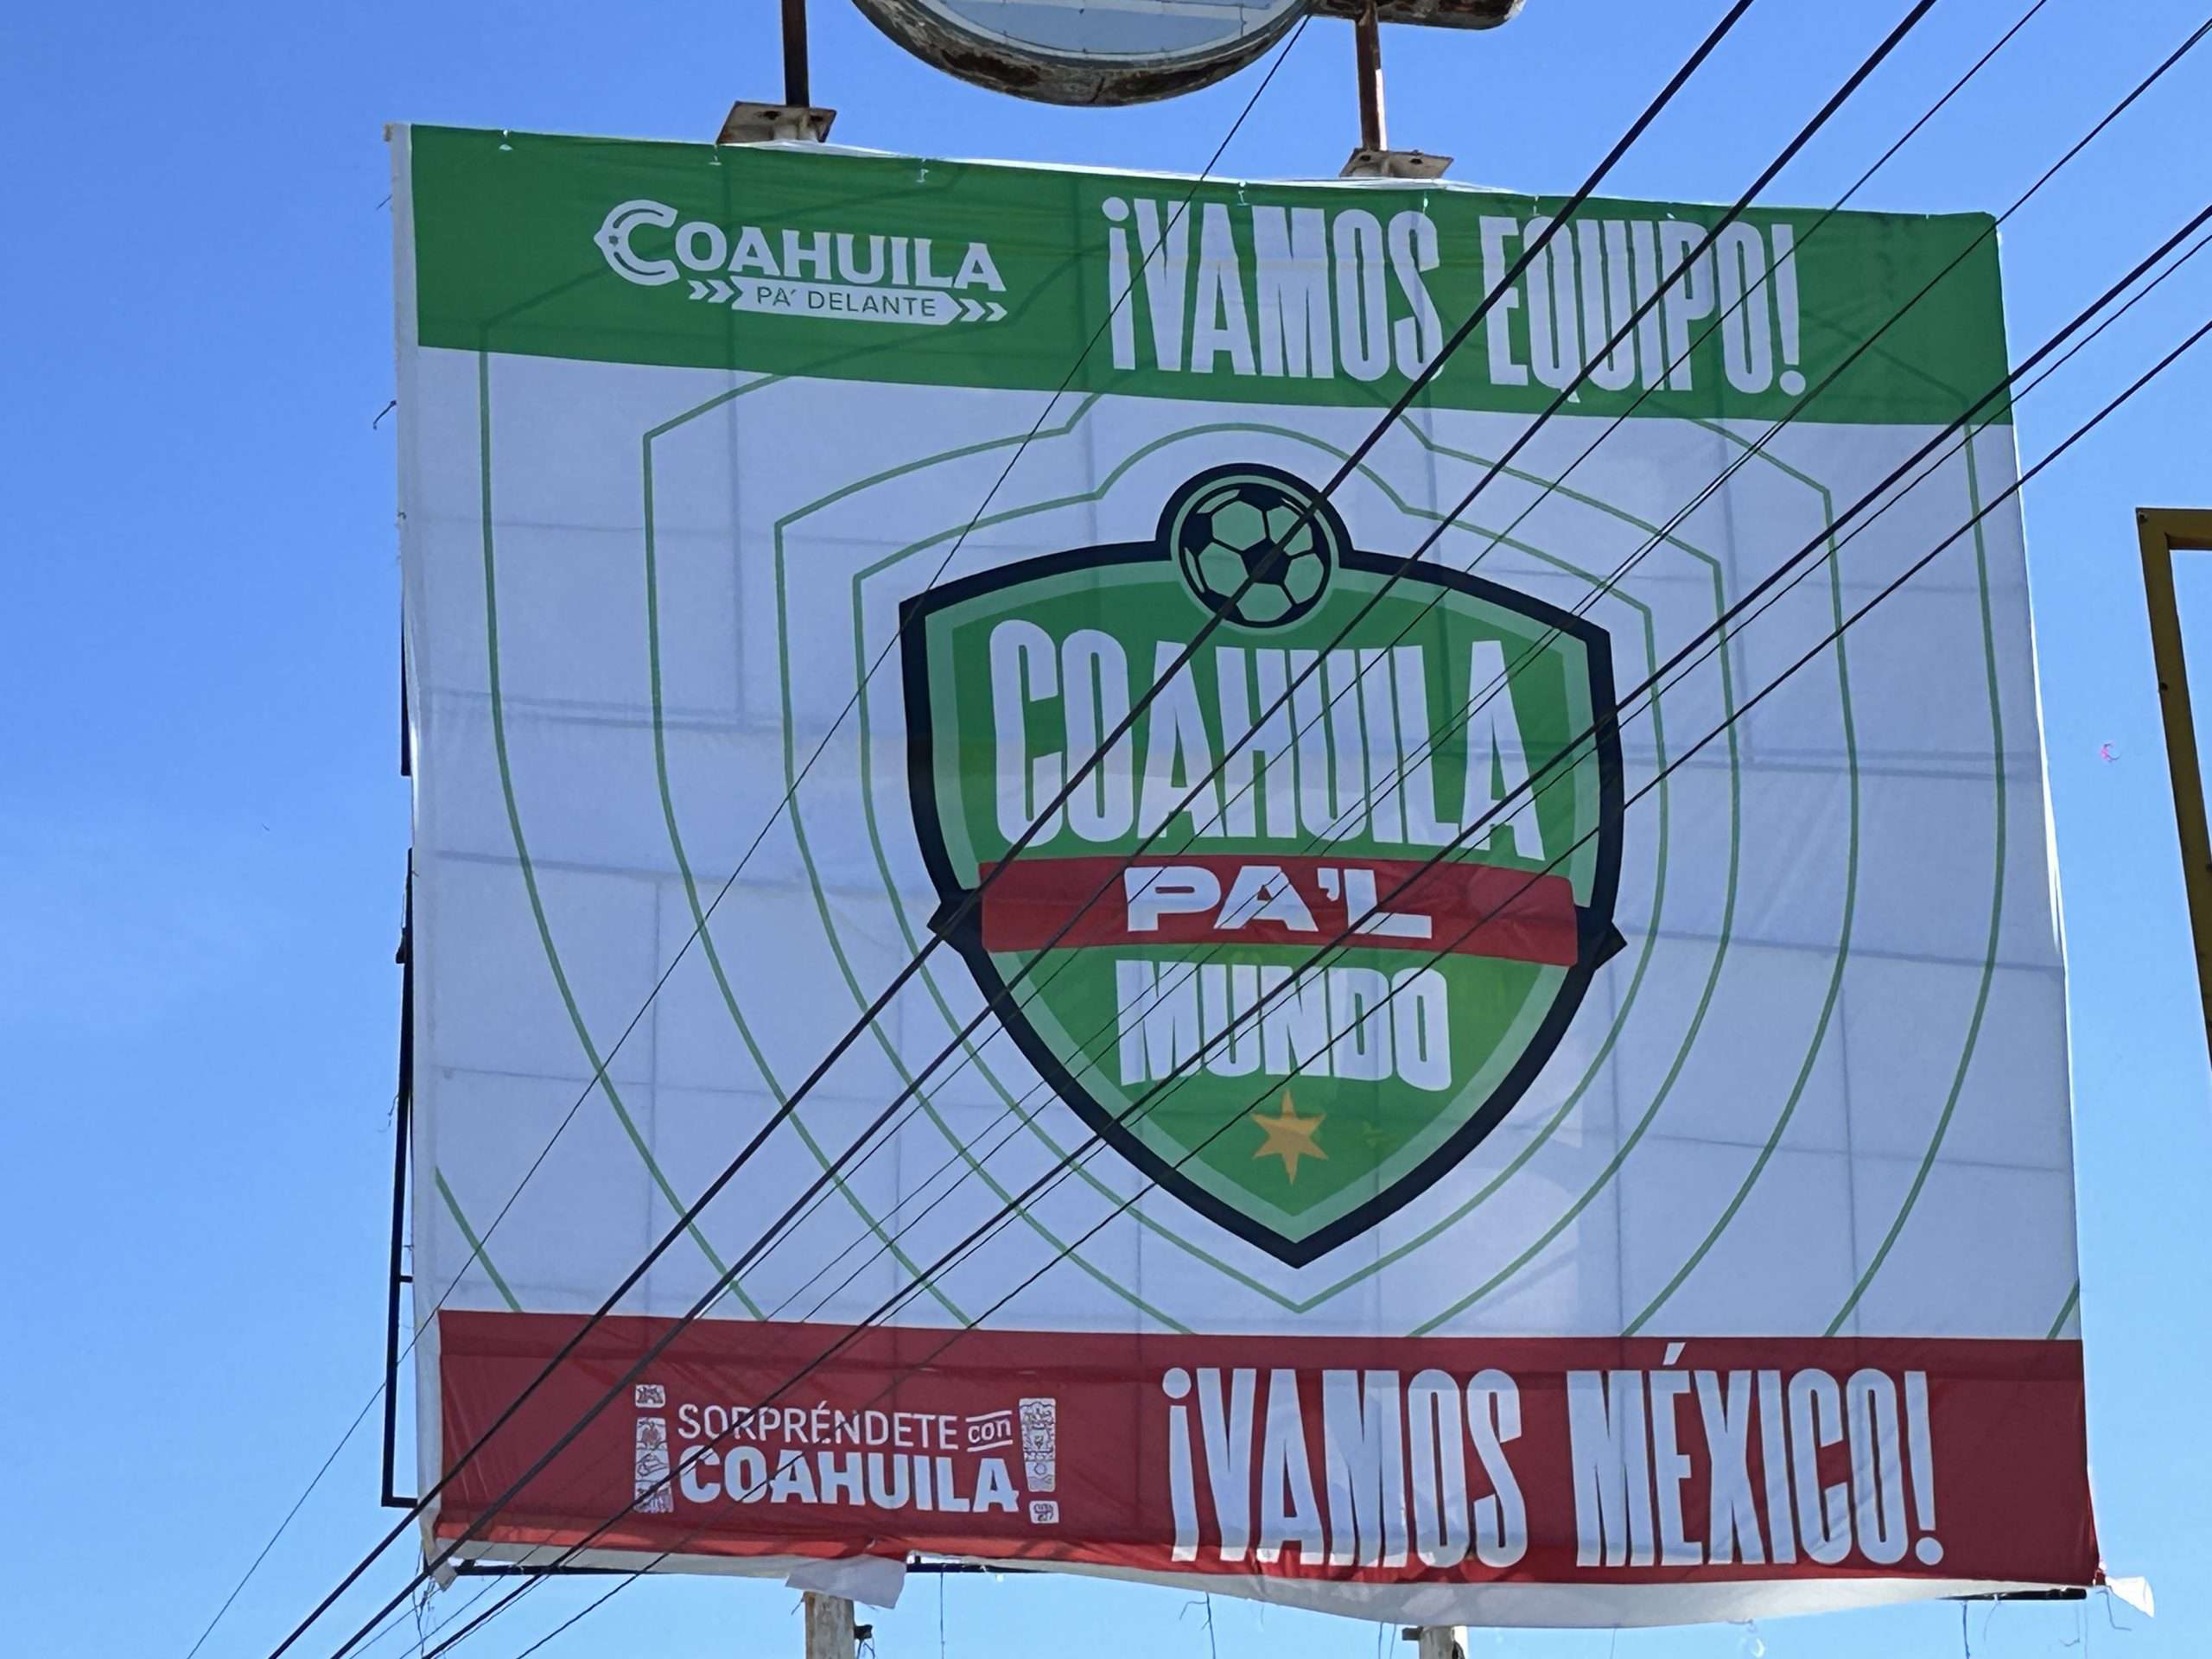 COAHUILA
PA' DELANTE
¡VAMOS EQUIPO!
COAHUILA
PA'L
MUNDO
¡SORPRÉNDETE con
COAHUILA!
¡VAMOS MÉXICO!